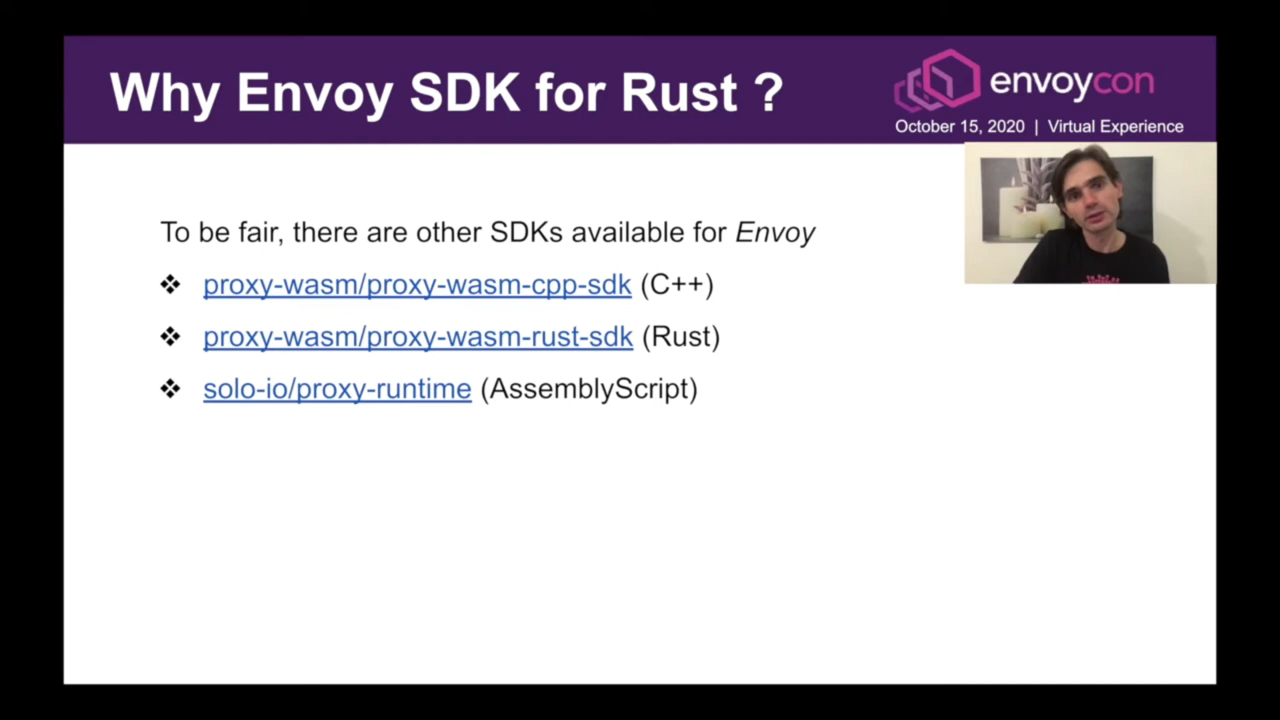 Why Envoy SDK for Rust ?
envoycon
October 15, 2020 | Virtual Experience
To be fair, there are other SDKs available for Envoy
❖ proxy-wasm/proxy-wasm-cpp-sdk (C++)
❖ proxy-wasm/proxy-wasm-rust-sdk (Rust)
❖ solo-io/proxy-runtime (AssemblyScript)